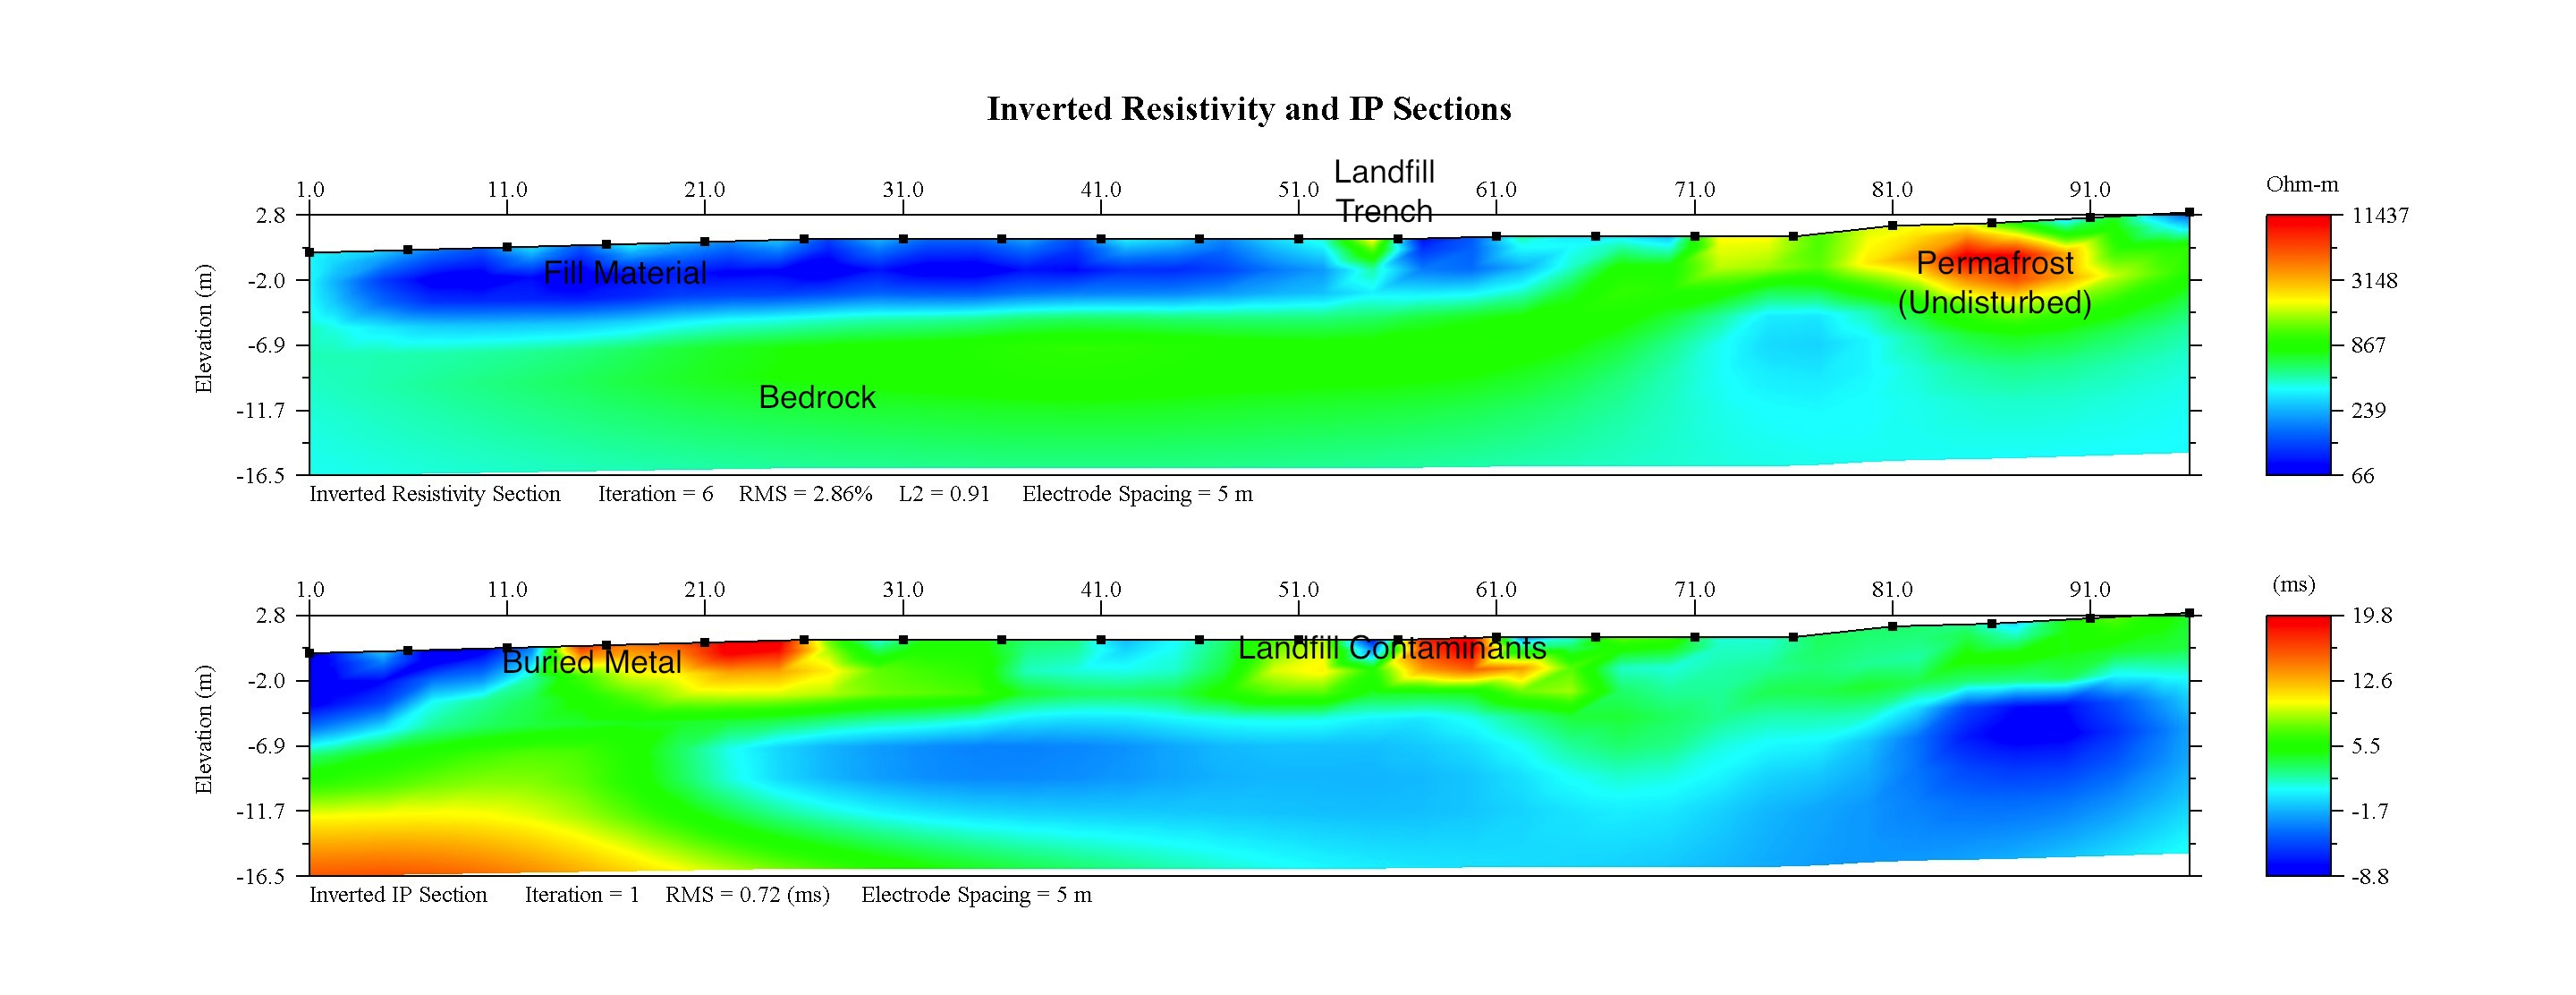 Inverted Resistivity and IP Sections
Landfill
Trench
1.0 11.0 21.0 31.0 41.0 51.0 61.0 71.0 81.0 91.0
Ohm-m
2.8
-2.0
-6.9
-11.7
-16.5
Elevation (m)
Fill Material
Permafrost
(Undisturbed)
Bedrock
11437
3148
867
239
66
Inverted Resistivity Section Iteration = 6 RMS = 2.86% L2 = 0.91 Electrode Spacing = 5 m
1.0 11.0 21.0 31.0 41.0 51.0 61.0 71.0 81.0 91.0
(ms)
2.8
-2.0
-6.9
-11.7
-16.5
Elevation (m)
Buried Metal
Landfill Contaminants
19.8
12.6
5.5
-1.7
-8.8
Inverted IP Section Iteration = 1 RMS = 0.72 (ms) Electrode Spacing = 5 m